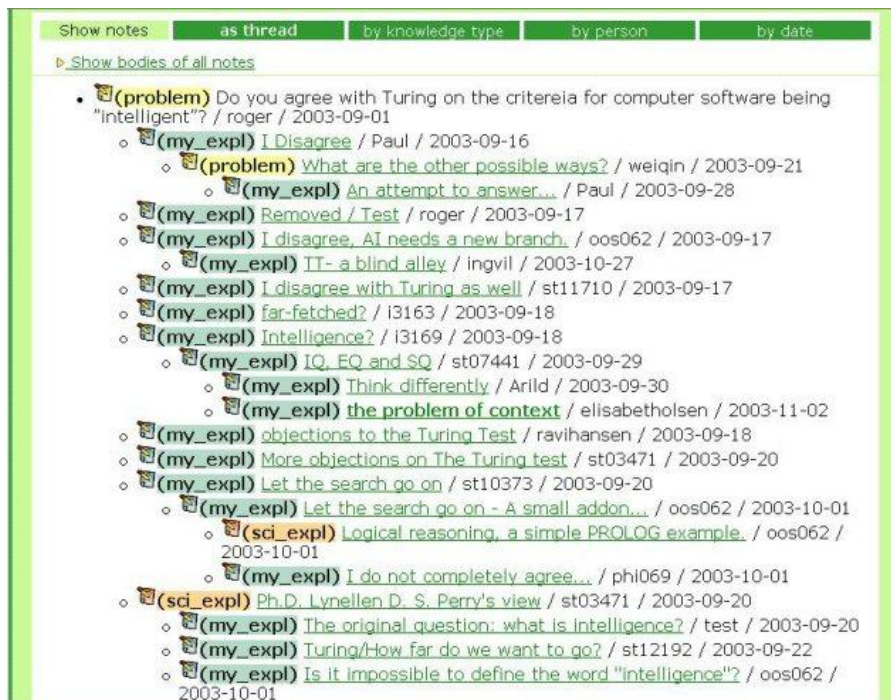 Show notes as thread by knowledge type by person by date
Show bodies of all notes
(problem) Do you agree with Turing on the critereia for computer software being
"intelligent"? / roger / 2003-09-01
(my_expl) I Disagree / Paul / 2003-09-16
(problem) What are the other possible ways? / weiqin / 2003-09-21
(my_expl) An attempt to answer... / Paul / 2003-09-28
(my_expl) Removed / Test / roger / 2003-09-17
(my_expl) I disagree, AI needs a new branch. / oos062 / 2003-09-17
(my_expl) TT- a blind alley / ingvil / 2003-10-27
(my_expl) I disagree with Turing as well / st11710 / 2003-09-17
(my_expl) far-fetched? / i3163 / 2003-09-18
(my_expl) Intelligence? / i3169 / 2003-09-18
(my_expl) IQ, EQ and SQ / st07441 / 2003-09-29
(my_expl) Think differently / Arild / 2003-09-30
(my_expl) the problem of context / elisabetholsen / 2003-11-02
(my_expl) objections to the Turing Test / ravihansen / 2003-09-18
(my_expl) More objections on The Turing test / st03471 / 2003-09-20
(my_expl) Let the search go on / st10373 / 2003-09-20
(my_expl) Let the search go on - A small addon... / oos062 / 2003-10-01
(sci_expl) Logical reasoning, a simple PROLOG example. / oos062 /
2003-10-01
(my_expl) I do not completely agree... / phi069 / 2003-10-01
(sci_expl) Ph.D. Lynellen D. S. Perry's view / st03471 / 2003-09-20
(my_expl) The original question: what is intelligence? / test / 2003-09-20
(my_expl) Turing/How far do we want to go? / st12192 / 2003-09-22
(my_expl) Is it impossible to define the word "intelligence"? / oos062 /
2003-10-01